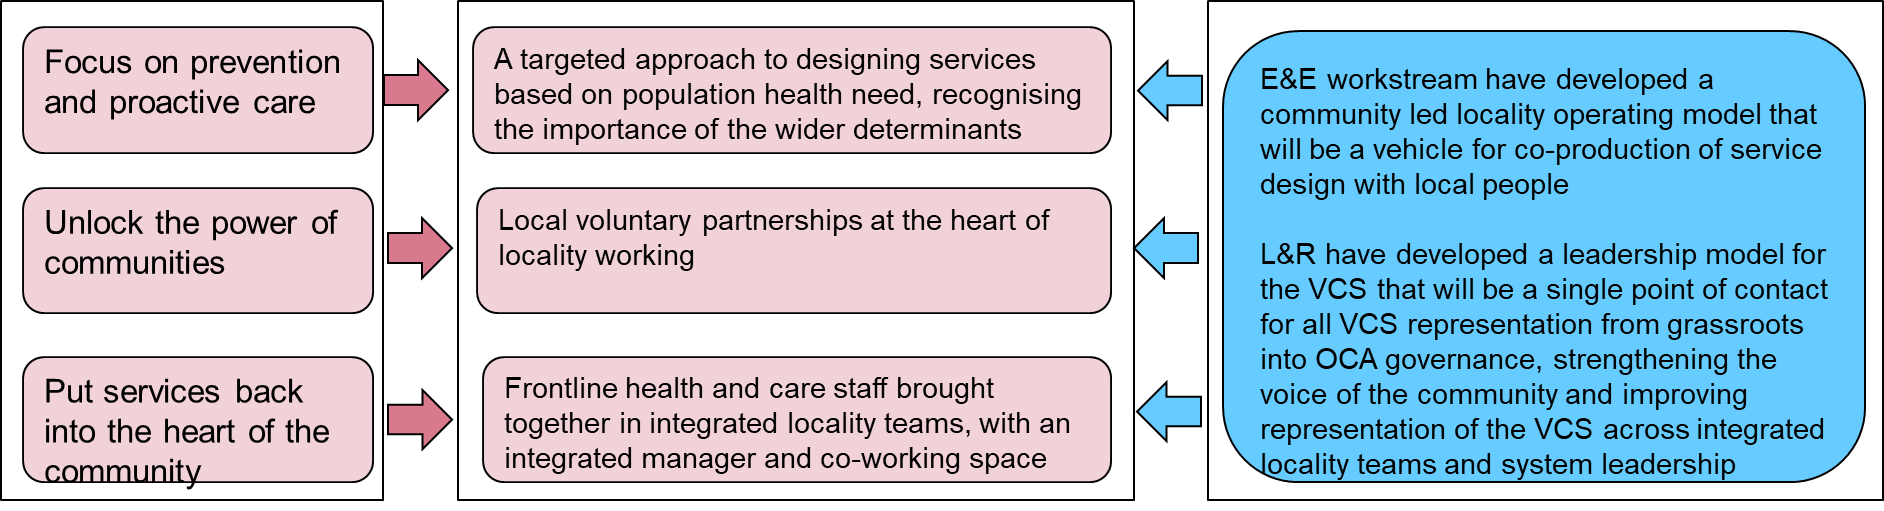 Focus on prevention
and proactive care
Unlock the power of
communities
Put services back
into the heart of the
community
A targeted approach to designing services
based on population health need, recognising
the importance of the wider determinants
Local voluntary partnerships at the heart of
locality working
Frontline health and care staff brought
together in integrated locality teams, with an
integrated manager and co-working space
E&E workstream have developed a
community led locality operating model that
will be a vehicle for co-production of service
design with local people
L&R have developed a leadership model for
the VCS that will be a single point of contact
for all VCS representation from grassroots
into OCA governance, strengthening the
voice of the community and improving
representation of the VCS across integrated
locality teams and system leadership